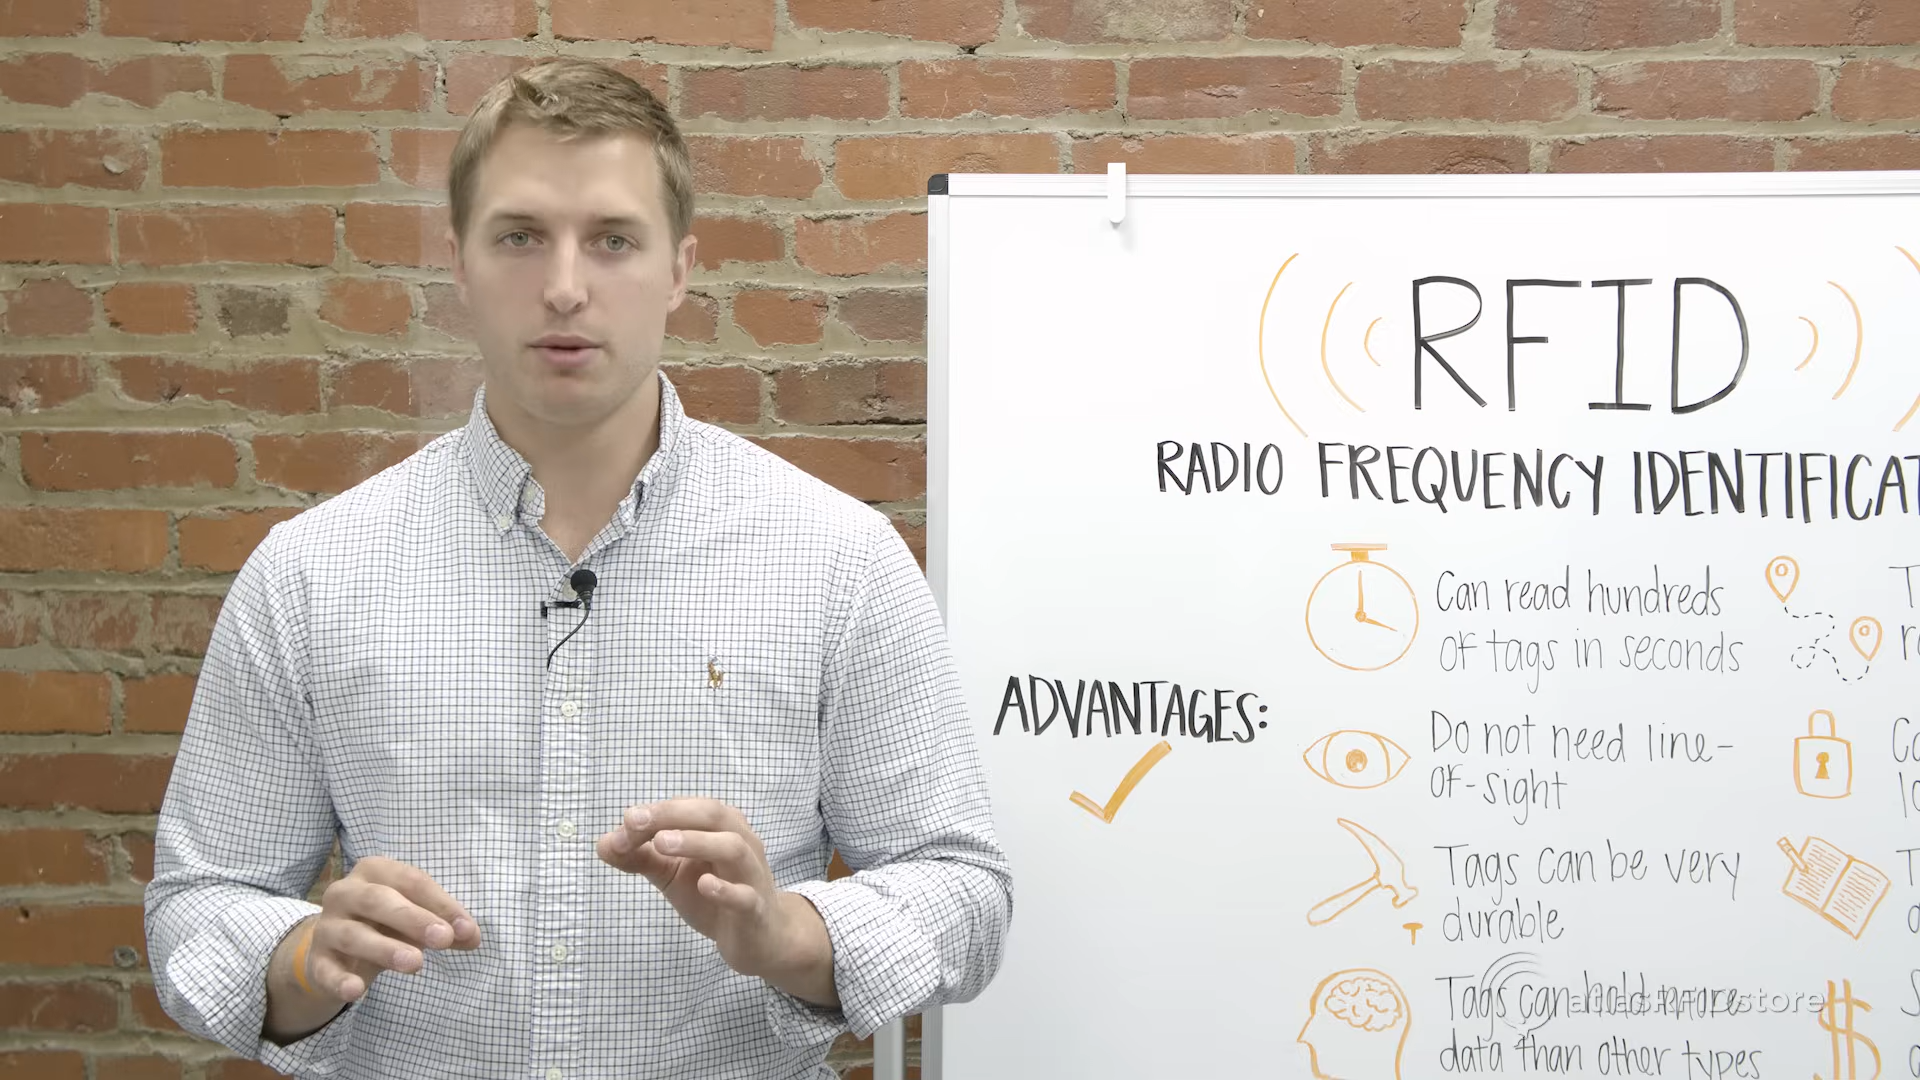 RFID
RADIO FREQUENCY IDENTIFICAT
Can read hundreds
of tags in seconds
ADVANTAGES:
Do not need line-
of-sight
Tags can be very
durable
Tags can hold more
data than other types
atlasRFIDstore